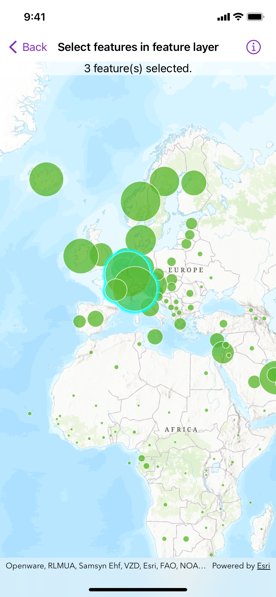 9:41
Back
Select features in feature layer
3 feature(s) selected.
EUROPE
AFRICA
Openware, RLMUA, Samsyn Ehf, VZD, Esri, FAO, NOA...
Powered by Esri